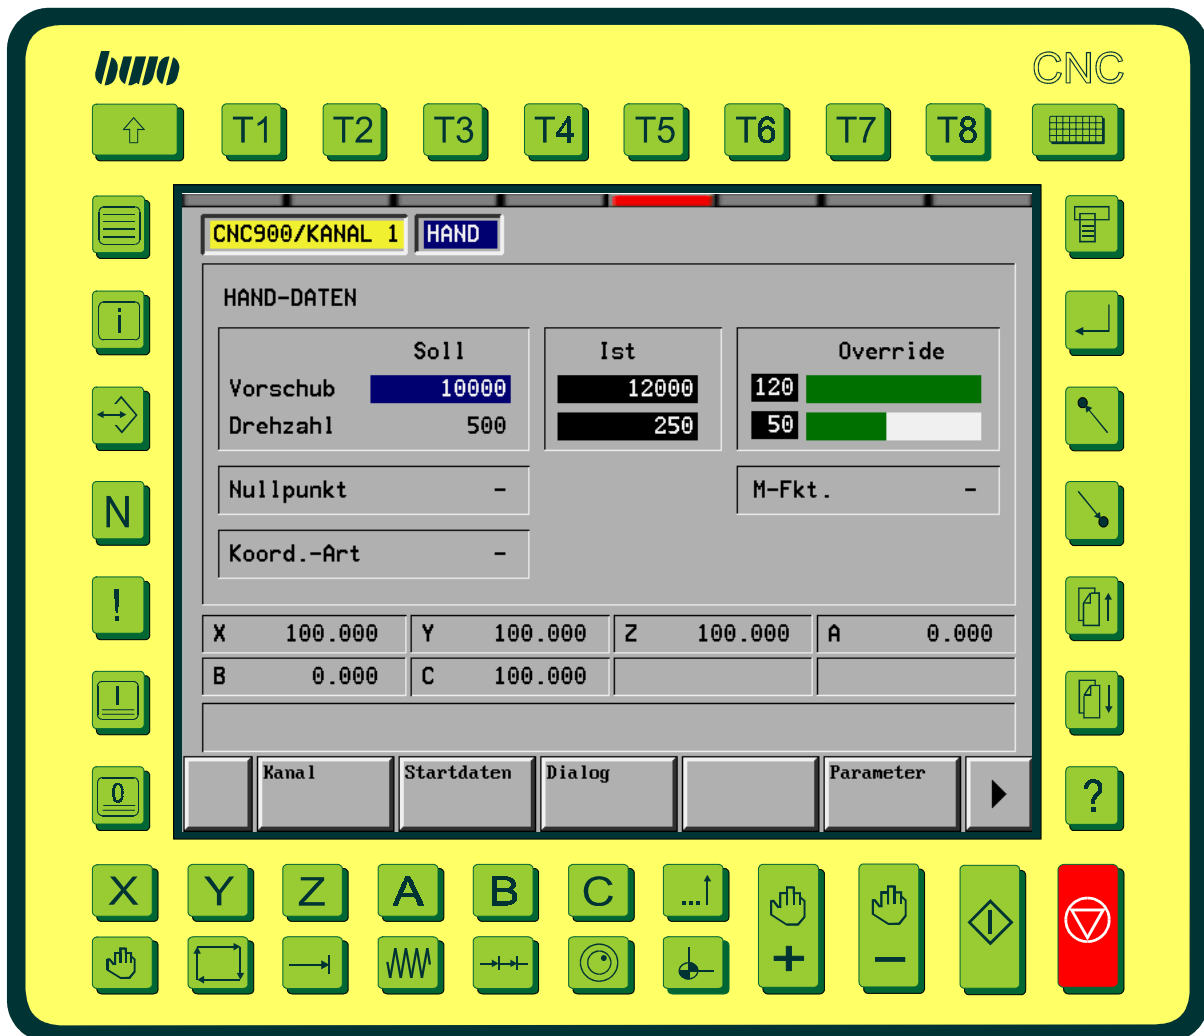 bwo CNC
T1 T2 T3 T4 T5 T6 T7 T8
CNC900/KANAL 1 HAND
HAND-DATEN
Soll Ist Override
Vorschub 10000 12000 120
Drehzahl 500 250 50
Nullpunkt - M-Fkt. -
Koord.-Art -
X 100.000 Y 100.000 Z 100.000 A 0.000
B 0.000 C 100.000
Kanal Startdaten Dialog Parameter
i
N
!
I
0
?
X Y Z A B C ...
+ - I